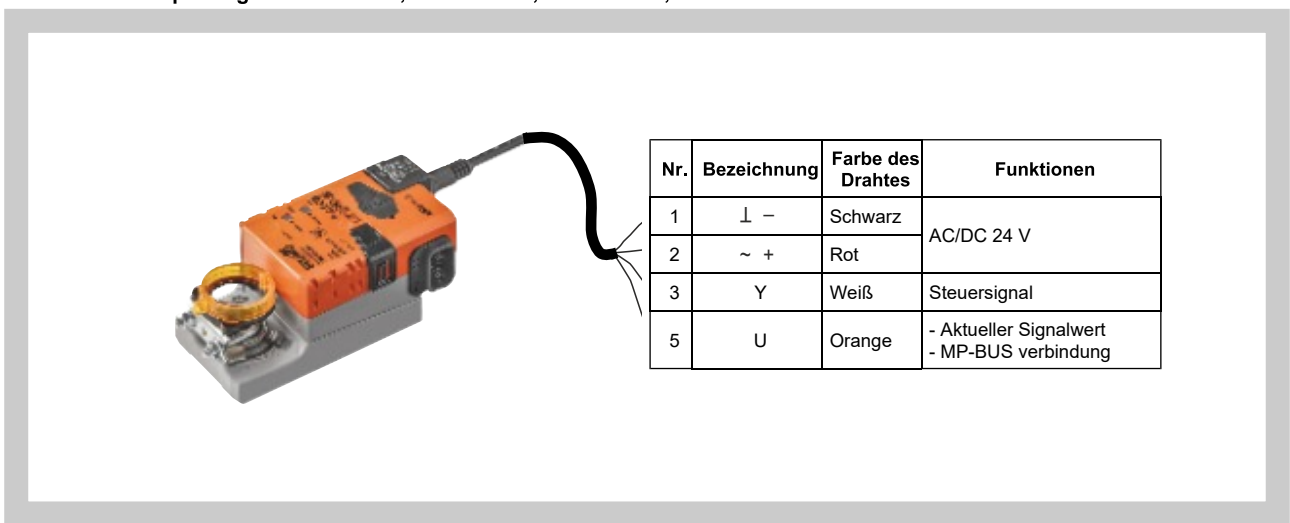 Nr. Bezeichnung Farbe des Drahtes Funktionen
1 ⊥ − Schwarz AC/DC 24 V
2 ~ + Rot
3 Y Weiß Steuersignal
5 U Orange - Aktueller Signalwert
- MP-BUS verbindung